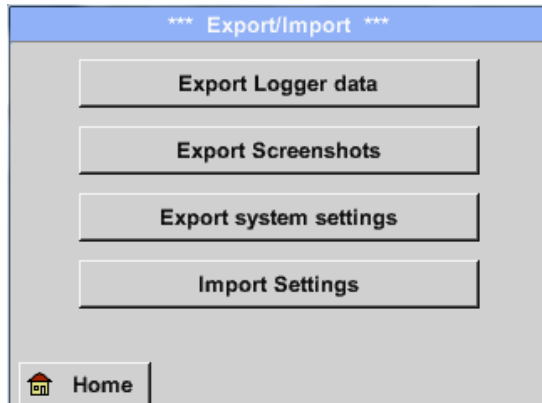 *** Export/Import ***
Export Logger data
Export Screenshots
Export system settings
Import Settings
Home